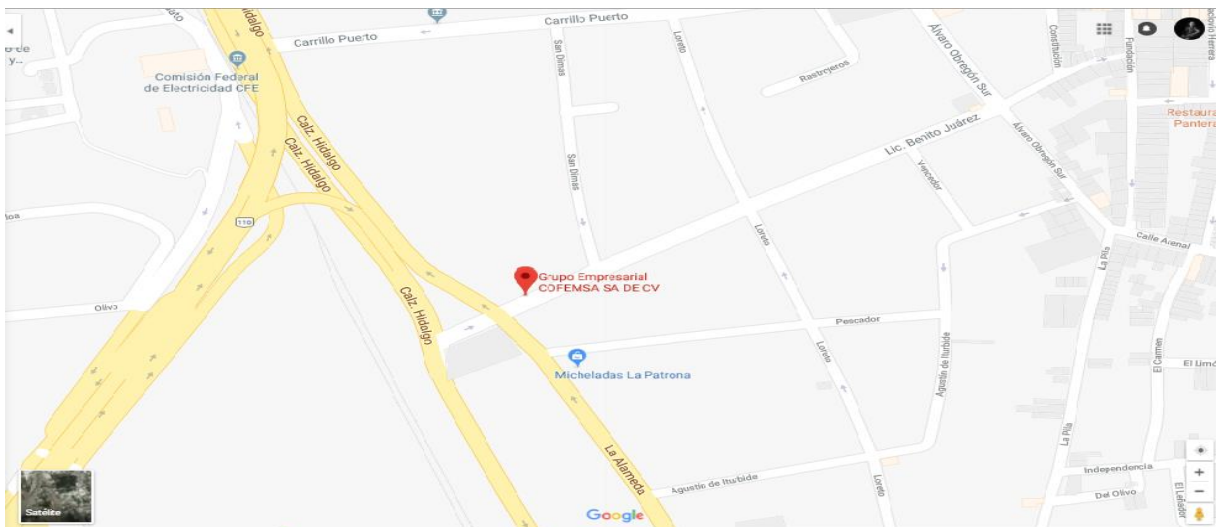 Carrillo Puerto
Carrillo Puerto
San Dimas
Loreto
Rastrojeros
Álvaro Obregón Sur
Constitución
Fundación
Comisión Federal
de Electricidad CFE
Calz. Hidalgo
Calz. Hidalgo
Restaura
Pantera
Lic. Benito Juárez
Álvaro Obregón Sur
San Dimas
Vencedor
110
Loreto
Calle Arenal
La Pila
Grupo Empresarial
COFEMSA SA DE CV
Olivo
Calz. Hidalgo
Pescador
Loreto
Agustín de Iturbide
El Carmen
El Limó
Micheladas La Patrona
La Alameda
La Pila
Agustín de Iturbide
Loreto
Independencia
Del Olivo
El Leñador
Satélite
Google